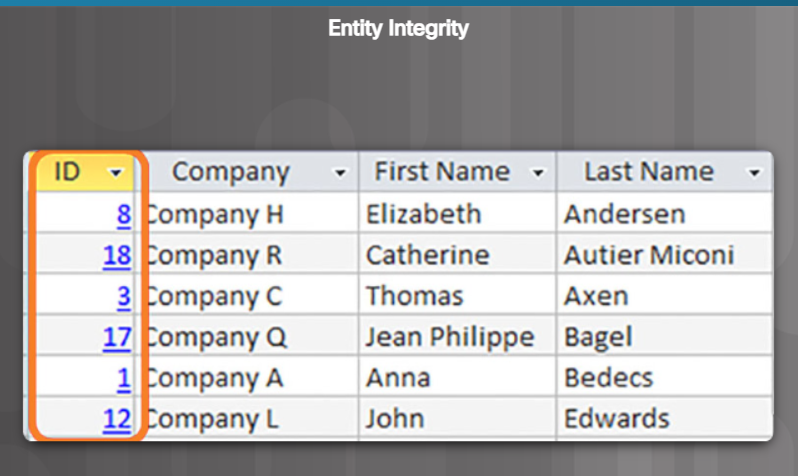 Entity Integrity
ID Company First Name Last Name
8 Company H Elizabeth Andersen
18 Company R Catherine Autier Miconi
3 Company C Thomas Axen
17 Company Q Jean Philippe Bagel
1 Company A Anna Bedecs
12 Company L John Edwards